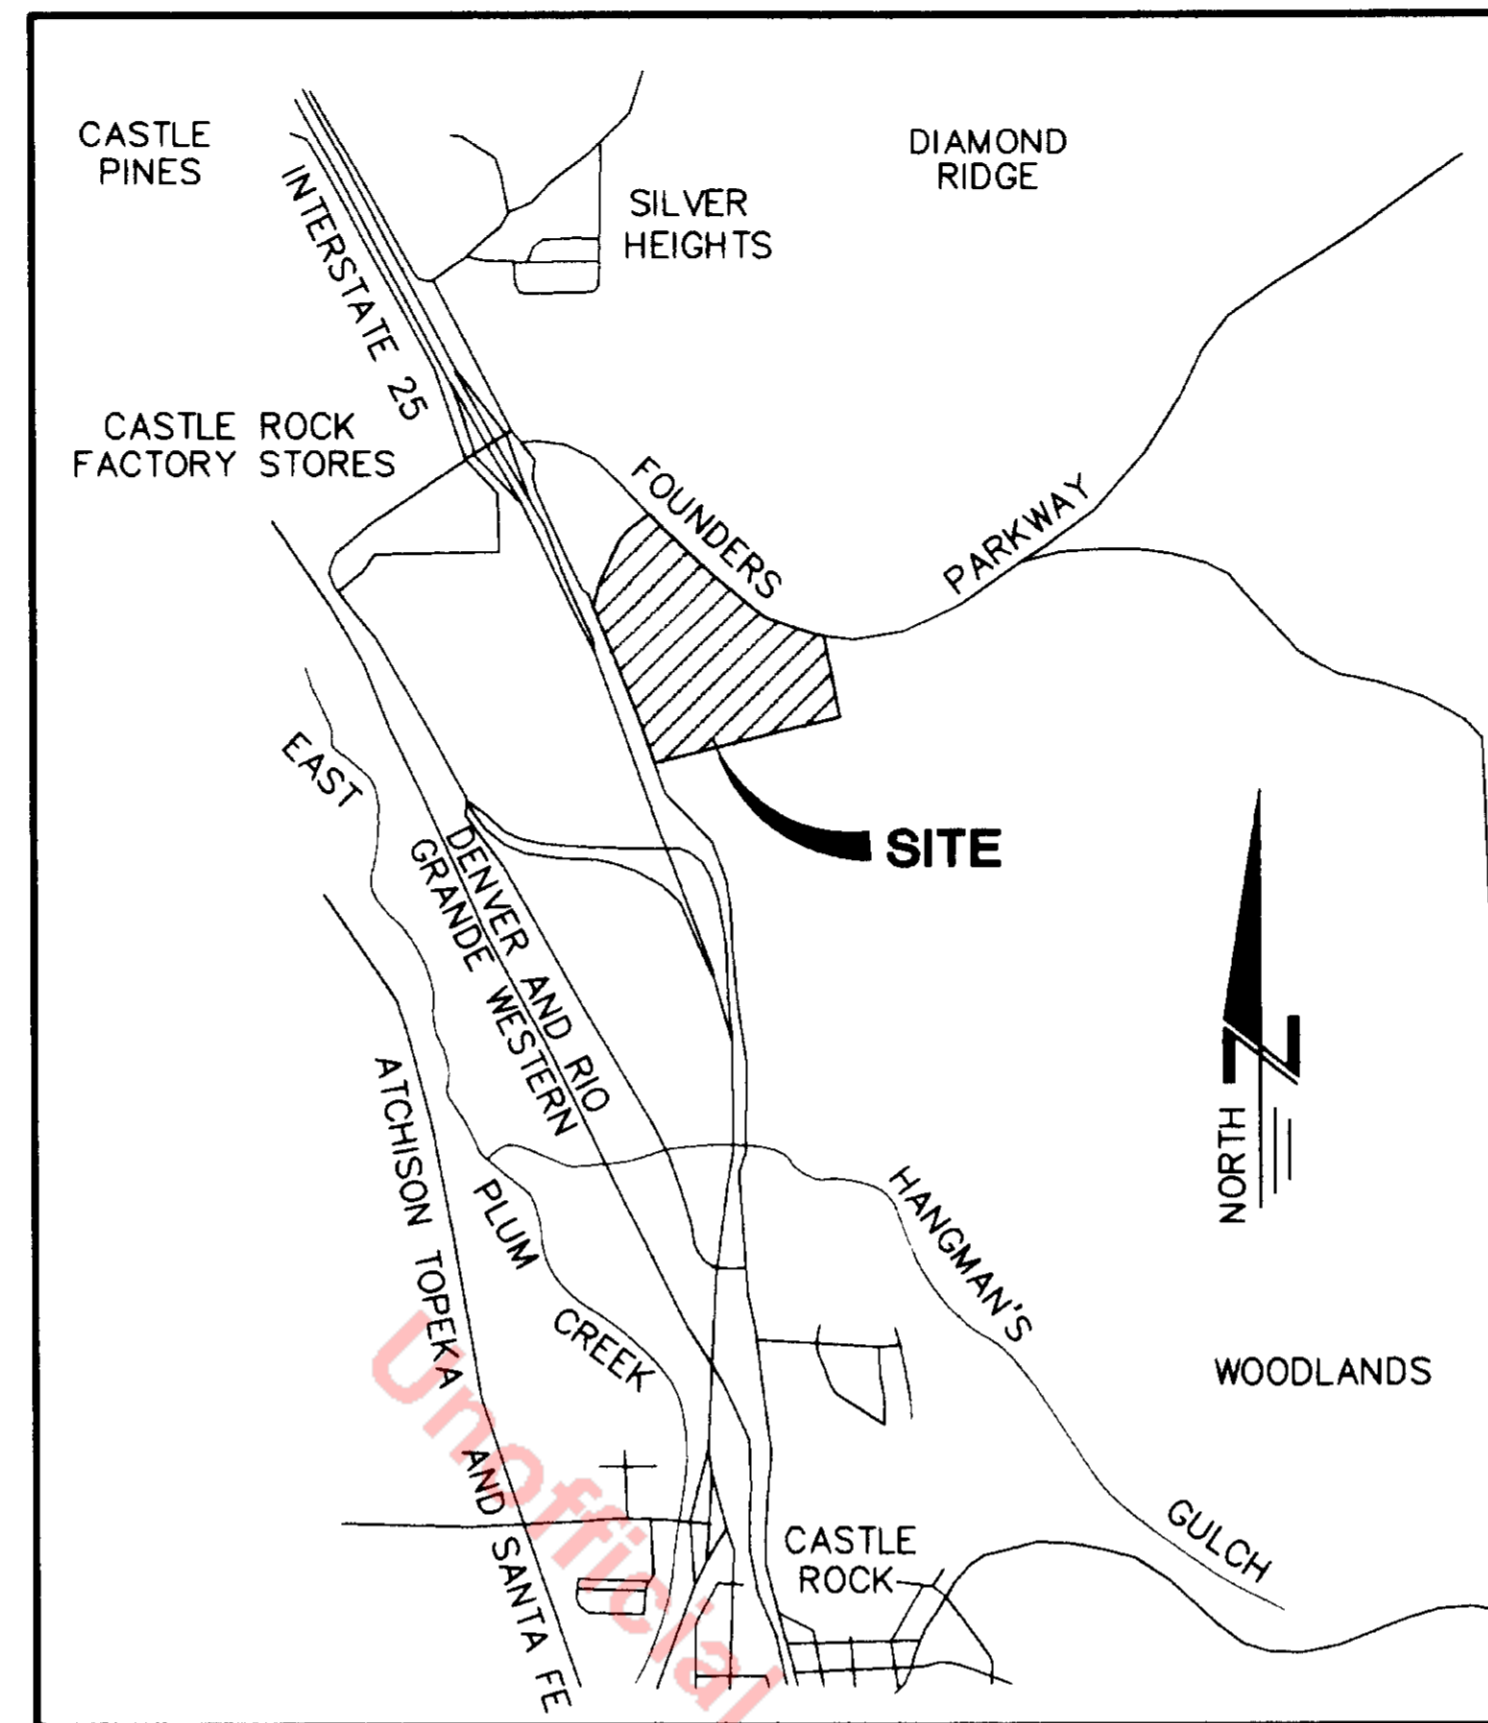 CASTLE
PINES
DIAMOND
RIDGE
SILVER
HEIGHTS
INTERSTATE 25
CASTLE ROCK
FACTORY STORES
FOUNDERS
PARKWAY
EAST
SITE
DENVER AND RIO
GRANDE WESTERN
N
NORTH
ATCHISON TOPEKA
PLUM
HANGMAN'S
CREEK
WOODLANDS
AND SANTA FE
CASTLE
ROCK
GULCH
Unofficial